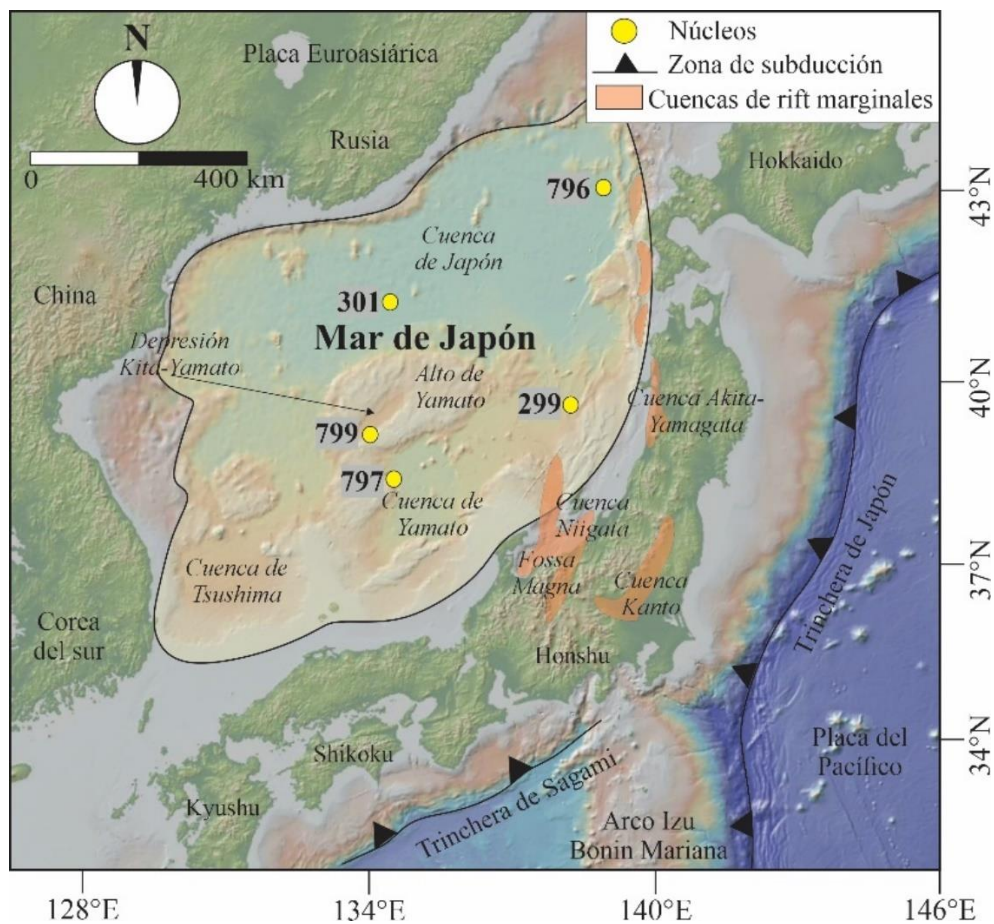 N
Placa Euroasiárica
Núcleos
Zona de subducción
Cuencas de rift marginales
Rusia
0
400 km
Hokkaido
796
43°N
Cuenca
de Japón
China
301
Mar de Japón
Depresión
Kita-Yamato
Alto de
Yamato
40°N
299
Cuenca Akita-
Yamagata
799
797
Cuenca de
Yamato
Cuenca
Niigata
Cuenca de
Tsushima
Fossa
Magna
Cuenca
Kanto
37°N
Trinchera de Japón
Corea
del sur
Honshu
Shikoku
34°N
Placa del
Pacífico
Kyushu
Trinchera de Sagami
Arco Izu
Bonin Mariana
128°E
134°E
140°E
146°E